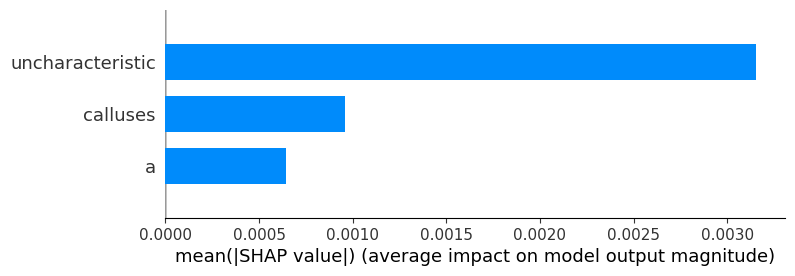 uncharacteristic
calluses
a
0.0000 0.0005 0.0010 0.0015 0.0020 0.0025 0.0030
mean(|SHAP value|) (average impact on model output magnitude)